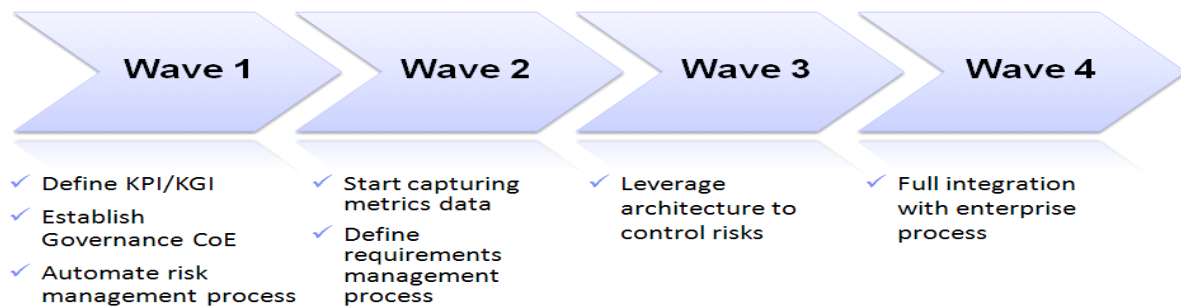 Wave 1
Wave 2
Wave 3
Wave 4
Define KPI/KGI
Establish
Governance CoE
Automate risk
management process
Start capturing
metrics data
Define
requirements
management
process
Leverage
architecture to
control risks
Full integration
with enterprise
process